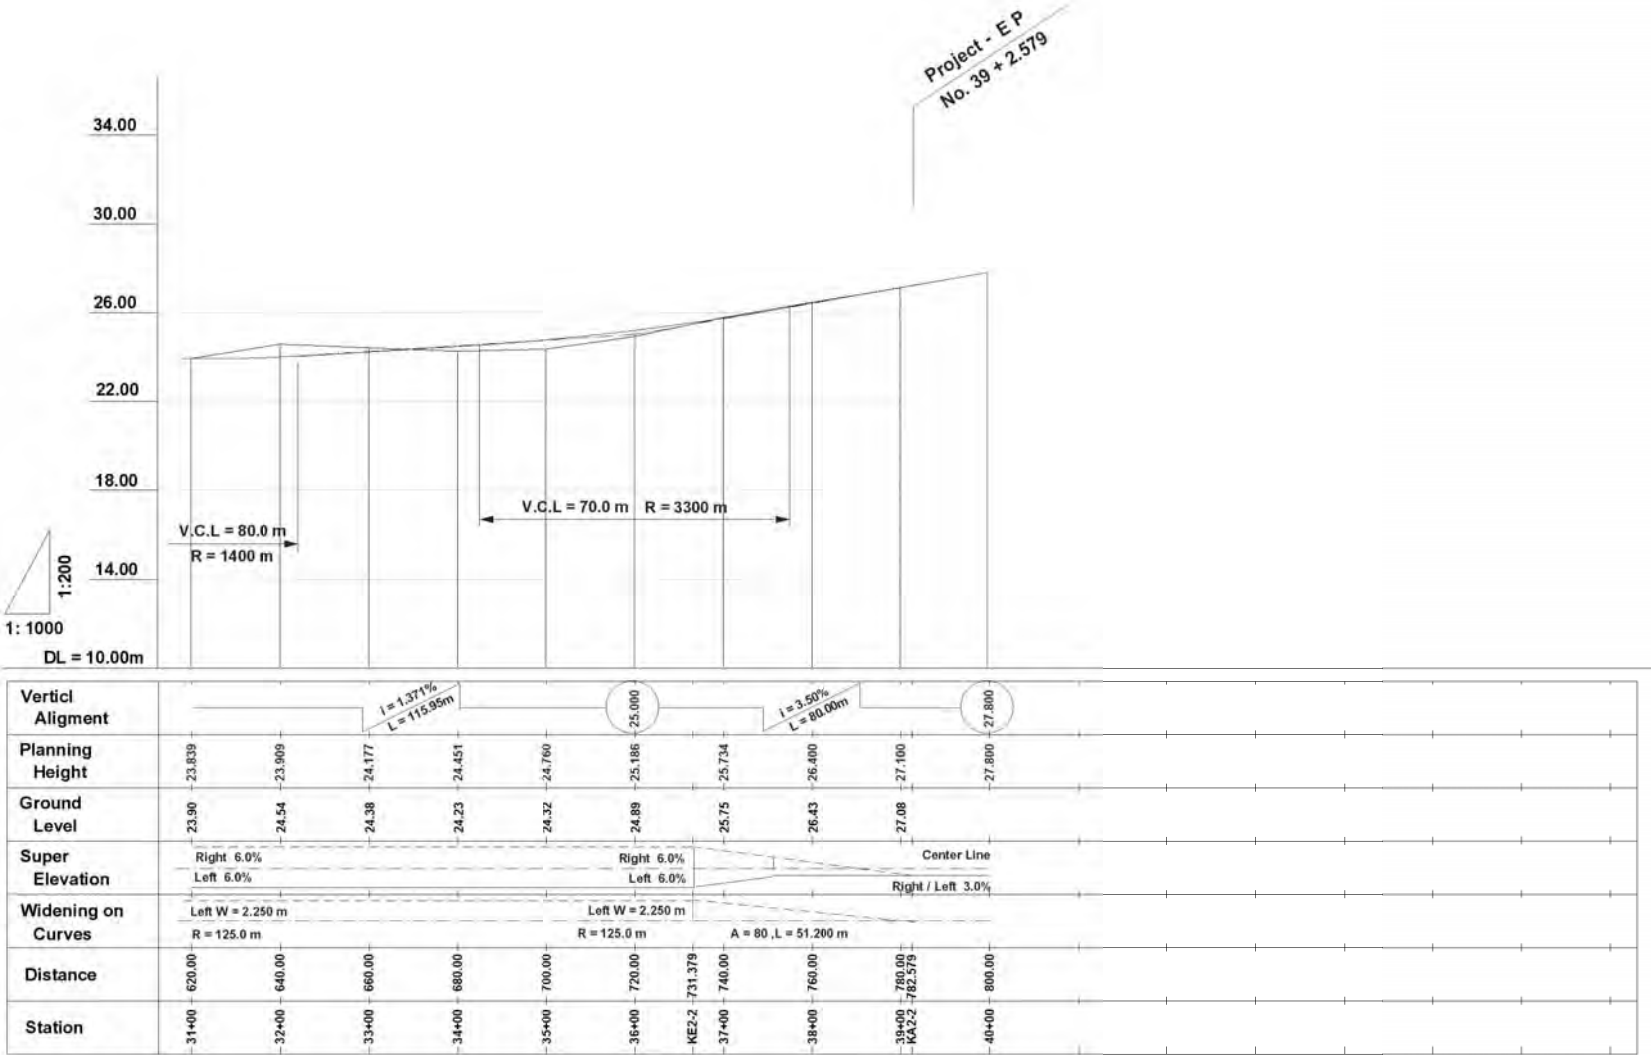 Project - E P
No. 39 + 2.579
34.00
30.00
26.00
22.00
18.00
14.00
V.C.L = 80.0 m
R = 1400 m
V.C.L = 70.0 m R = 3300 m
1:200
1: 1000
DL = 10.00m
Verticl
Aligment
i = 1.371%
L = 115.95m
25.000
i = 3.50%
L = 80.00m
27.800
Planning
Height
23.839 23.909 24.177 24.451 24.760 25.186 25.734 26.400 27.100 27.800
Ground
Level
23.90 24.54 24.38 24.23 24.32 24.89 25.75 26.43 27.08
Super
Elevation
Right 6.0% Right 6.0% Center Line
Left 6.0% Left 6.0% Right / Left 3.0%
Widening on
Curves
Left W = 2.250 m Left W = 2.250 m
R = 125.0 m R = 125.0 m A = 80 ,L = 51.200 m
Distance
620.00 640.00 660.00 680.00 700.00 720.00 731.379 740.00 760.00 780.00 782.579 800.00
Station
31+00 32+00 33+00 34+00 35+00 36+00 KE2-2 37+00 38+00 39+00 KA2-2 40+00